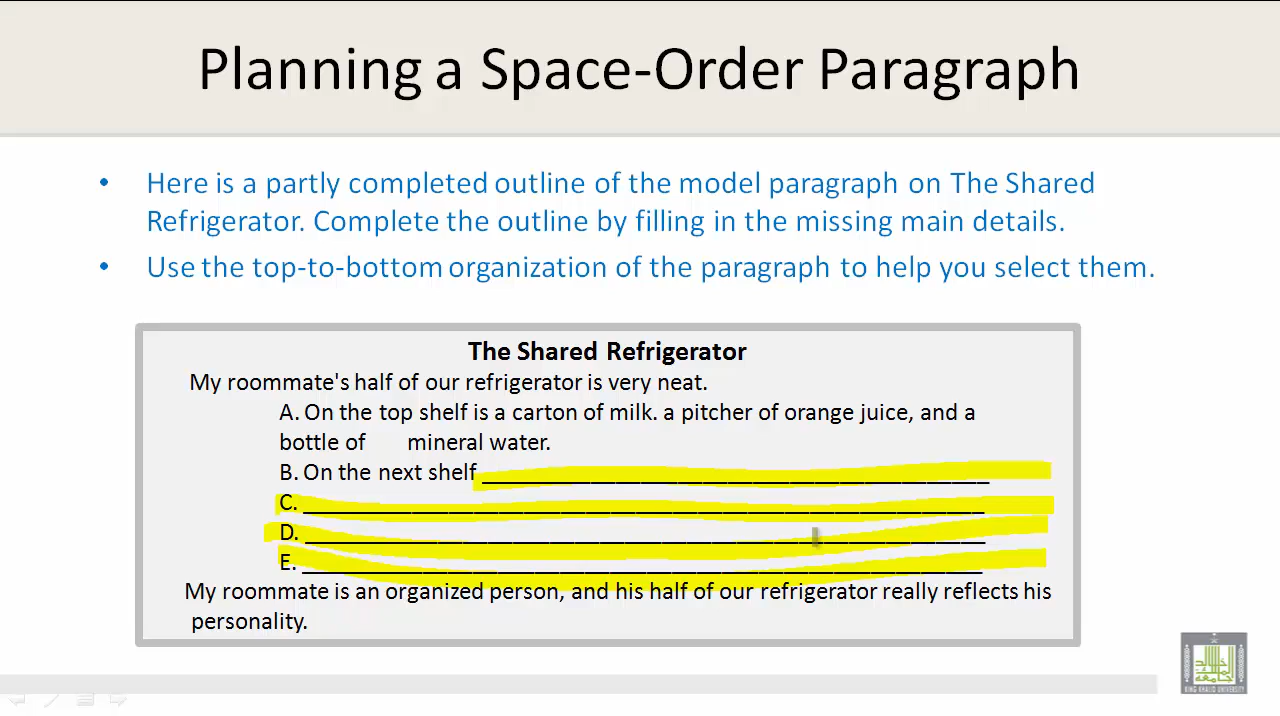 Planning a Space-Order Paragraph
• Here is a partly completed outline of the model paragraph on The Shared
Refrigerator. Complete the outline by filling in the missing main details.
• Use the top-to-bottom organization of the paragraph to help you select them.
The Shared Refrigerator
My roommate's half of our refrigerator is very neat.
A. On the top shelf is a carton of milk. a pitcher of orange juice, and a
bottle of mineral water.
B. On the next shelf
C.
D.
E.
My roommate is an organized person, and his half of our refrigerator really reflects his
personality.
KING KHALID UNIVERSITY